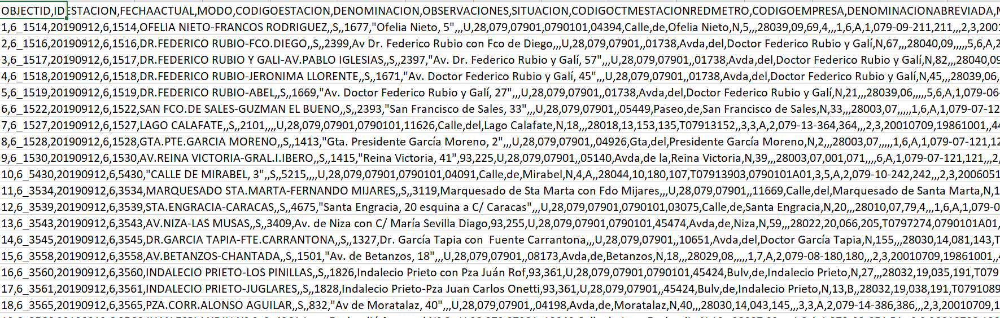 OBJECTID,IDESTACION,FECHAACTUAL,MODO,CODIGOESTACION,DENOMINACION,OBSERVACIONES,SITUACION,CODIGOCTMESTACIONREDMETRO,CODIGOEMPRESA,DENOMINACIONABREVIADA,
1,6_1514,20190912,6,1514,OFELIA NIETO-FRANCOS RODRIGUEZ,,S,,1677,"Ofelia Nieto, 5",,,U,28,079,07901,0790101,04394,Calle,de,Ofelia Nieto,N,5,,,28039,09,69,4,,,1,6,A,1,079-09-211,211,,,2,3,2001
2,6_1516,20190912,6,1516,DR.FEDERICO RUBIO-FCO.DIEGO,,S,,2399,Av Dr. Federico Rubio con Fco de Diego,,,U,28,079,07901,,01738,Avda,del,Doctor Federico Rubio y Galí,N,67,,,28040,09,,,,,5,6,A,2
3,6_1517,20190912,6,1517,DR.FEDERICO RUBIO Y GALI-AV.PABLO IGLESIAS,,S,,2397,"Av. Dr. Federico Rubio y Galí, 57",,,U,28,079,07901,,01738,Avda,del,Doctor Federico Rubio y Galí,N,82,,,28040,09
4,6_1518,20190912,6,1518,DR.FEDERICO RUBIO-JERONIMA LLORENTE,,S,,1671,"Av. Doctor Federico Rubio y Galí, 45",,,U,28,079,07901,,01738,Avda,del,Doctor Federico Rubio y Galí,N,45,,,28039,06,
5,6_1519,20190912,6,1519,DR.FEDERICO RUBIO-ABEL,,S,,1669,"Av. Doctor Federico Rubio y Galí, 27",,,U,28,079,07901,,01738,Avda,del,Doctor Federico Rubio y Galí,N,21,,,28039,06,,,,,5,6,A,1,079-06-
6,6_1522,20190912,6,1522,SAN FCO.DE SALES-GUZMAN EL BUENO,,S,,2393,"San Francisco de Sales, 33",,,U,28,079,07901,,05449,Paseo,de,San Francisco de Sales,N,33,,,28003,07,,,,,1,6,A,1,079-07-12
7,6_1527,20190912,6,1527,LAGO CALAFATE,,S,,2101,,,,U,28,079,07901,0790101,11626,Calle,del,Lago Calafate,N,18,,,28018,13,153,135,T07913152,,3,3,A,2,079-13-364,364,,,2,3,20010709,19861001,,4
8,6_1528,20190912,6,1528,GTA.PTE.GARCIA MORENO,,S,,1413,"Gta. Presidente García Moreno, 2",,,U,28,079,07901,,04926,Gta,del,Presidente García Moreno,N,2,,,28003,07,,,,,1,6,A,1,079-07-121,12
9,6_1530,20190912,6,1530,AV.REINA VICTORIA-GRAL.I.IBERO,,S,,1415,"Reina Victoria, 41",93,225,U,28,079,07901,,05140,Avda,de la,Reina Victoria,N,39,,,28003,07,001,071,,,,6,A,1,079-07-121,121,,,2,
10,6_5430,20190912,6,5430,"CALLE DE MIRABEL, 3",,S,,5215,,,,U,28,079,07901,0790101,04091,Calle,de,Mirabel,N,4,A,,28044,10,180,107,T07913903,0790101A01,3,5,A,2,079-10-242,242,,,2,3,2006051
11,6_3534,20190912,6,3534,MARQUESADO STA.MARTA-FERNANDO MIJARES,,S,,3119,Marquesado de Sta Marta con Fdo Mijares,,,U,28,079,07901,,11669,Calle,del,Marquesado de Santa Marta,N,1
12,6_3539,20190912,6,3539,STA.ENGRACIA-CARACAS,,S,,4675,"Santa Engracia, 20 esquina a C/ Caracas",,,U,28,079,07901,0790101,03075,Calle,de,Santa Engracia,N,20,,,28010,07,79,4,,,1,6,A,1,079-0
13,6_3543,20190912,6,3543,AV.NIZA-LAS MUSAS,,S,,3409,Av. de Niza con C/ María Sevilla Diago,93,255,U,28,079,07901,0790101,45474,Avda,de,Niza,N,59,,,28022,20,066,205,T0797274,0790101A01,
14,6_3545,20190912,6,3545,DR.GARCIA TAPIA-FTE.CARRANTONA,,S,,1327,Dr. García Tapia con  Fuente Carrantona,,,U,28,079,07901,,10651,Avda,del,Doctor García Tapia,N,155,,,28030,14,081,143,T
15,6_3558,20190912,6,3558,AV.BETANZOS-CHANTADA,,S,,1501,"Av. de Betanzos, 18",,,U,28,079,07901,,08173,Avda,de,Betanzos,N,18,,,28029,08,,,,,1,7,A,2,079-08-180,180,,,2,3,20010709,19861001,,4
16,6_3560,20190912,6,3560,INDALECIO PRIETO-LOS PINILLAS,,S,,1826,Indalecio Prieto con Pza Juán Rof,93,361,U,28,079,07901,0790101,45424,Bulv,de,Indalecio Prieto,N,27,,,28032,19,035,191,T079
17,6_3561,20190912,6,3561,INDALECIO PRIETO-JUGLARES,,S,,1828,Indalecio Prieto-Pza Juan Carlos Onetti,93,361,U,28,079,07901,,45424,Bulv,de,Indalecio Prieto,N,13,B,,28032,19,038,191,T0791089
18,6_3565,20190912,6,3565,PZA.CORR.ALONSO AGUILAR,,S,,832,"Av de Moratalaz, 40",,,U,28,079,07901,,04198,Avda,de,Moratalaz,N,40,,,28030,14,043,145,,,3,3,A,2,079-14-386,386,,,2,3,20010709,1